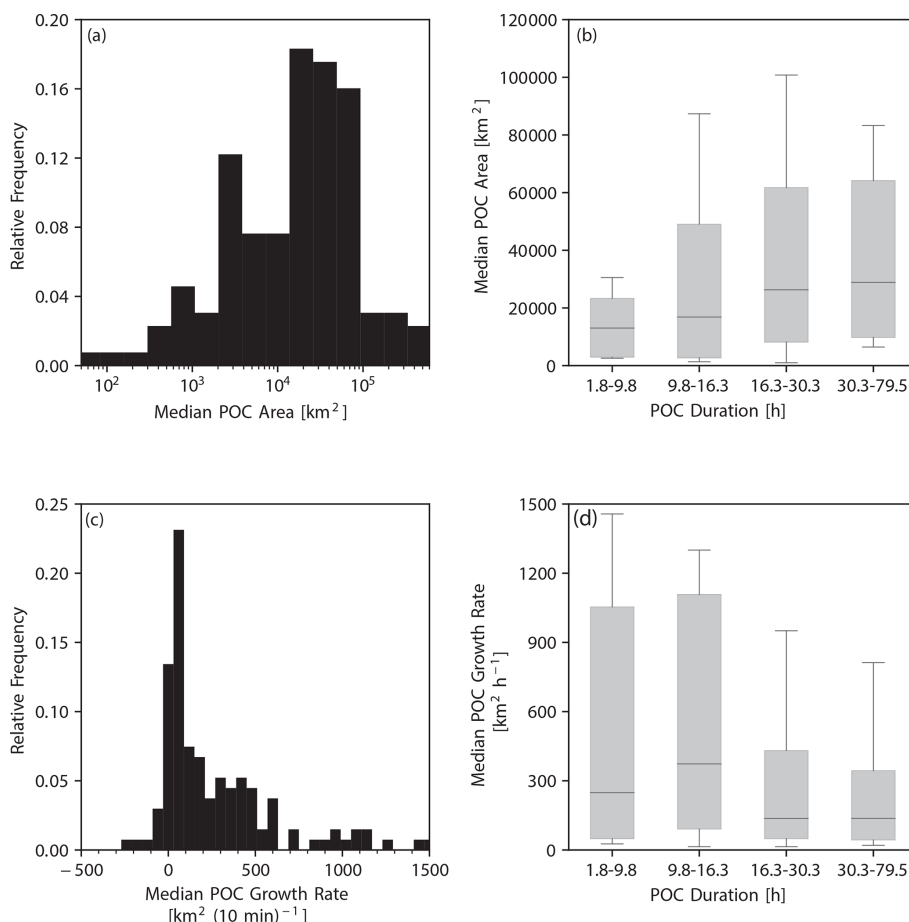 (a)
0.20
0.16
0.12
0.08
0.04
0.00
Relative Frequency
10² 10³ 10⁴ 10⁵
Median POC Area [km²]
(b)
120000
100000
80000
60000
40000
20000
0
Median POC Area [km²]
1.8-9.8 9.8-16.3 16.3-30.3 30.3-79.5
POC Duration [h]
(c)
0.25
0.20
0.15
0.10
0.05
0.00
Relative Frequency
−500 0 500 1000 1500
Median POC Growth Rate
[km² (10 min)⁻¹]
(d)
1500
1200
900
600
300
0
Median POC Growth Rate
[km² h⁻¹]
1.8-9.8 9.8-16.3 16.3-30.3 30.3-79.5
POC Duration [h]